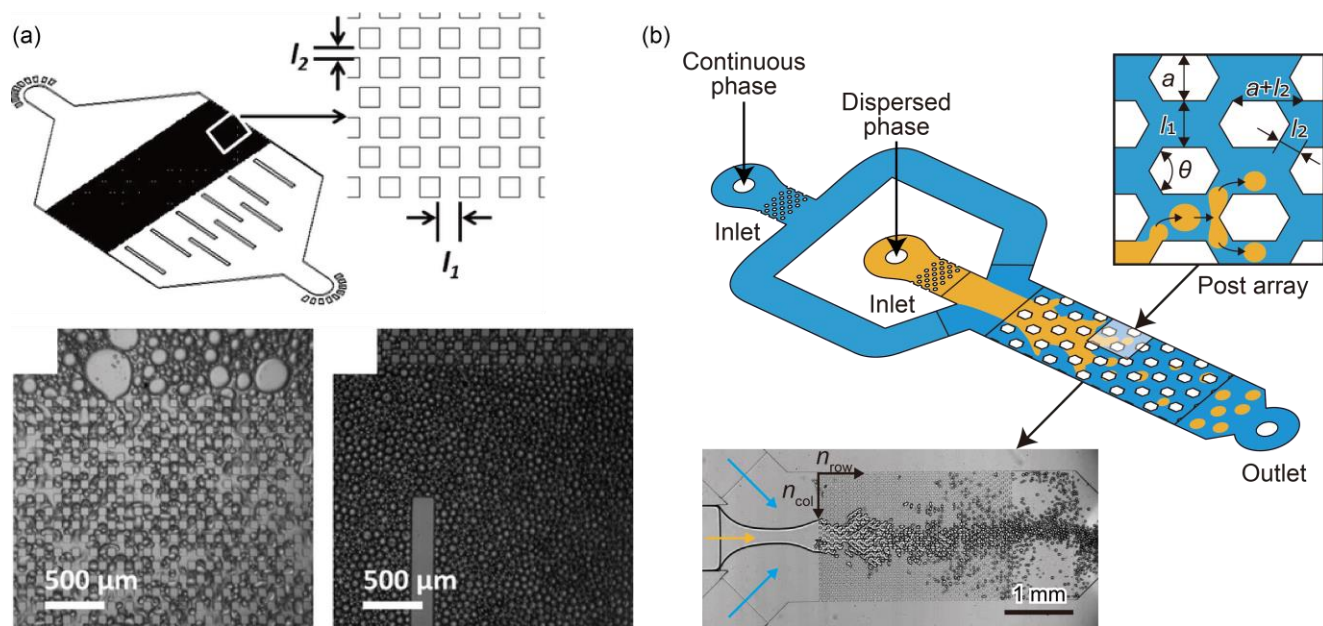 (a)
l2
l1
500 μm
500 μm
(b)
Continuous
phase
Dispersed
phase
Inlet
Inlet
a
a+l2
l1
l2
θ
Post array
Outlet
nrow
ncol
1 mm